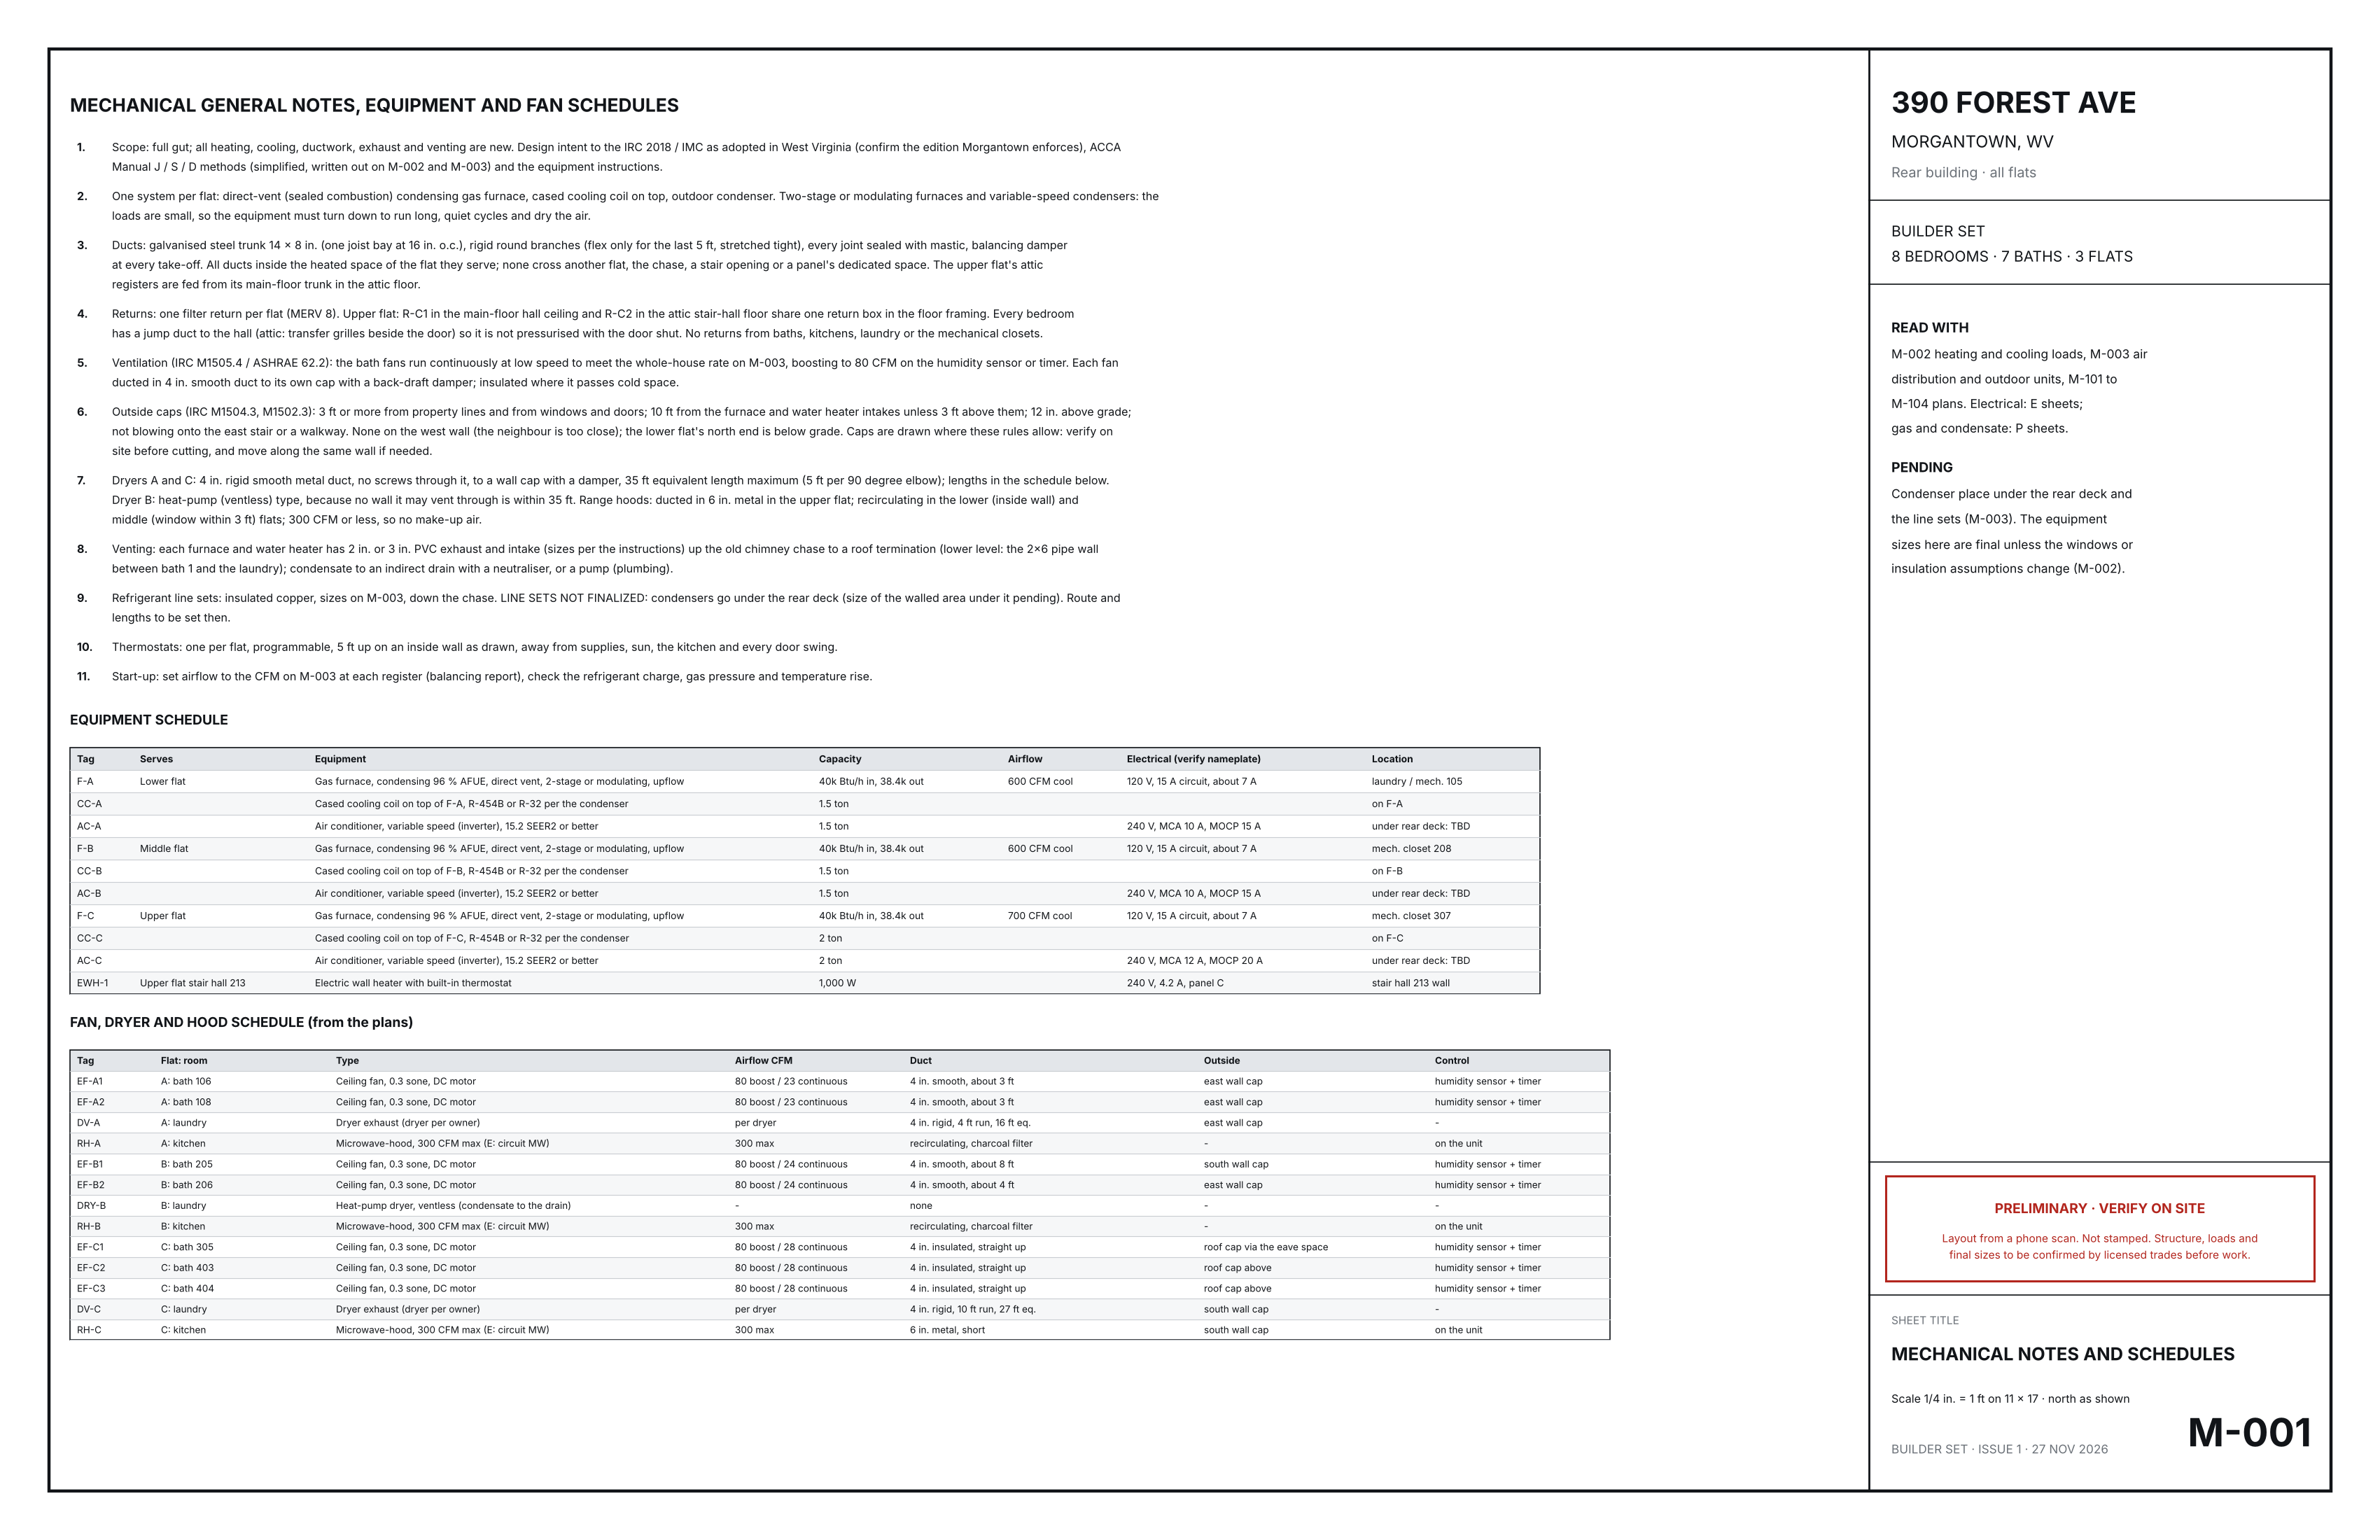 MECHANICAL GENERAL NOTES, EQUIPMENT AND FAN SCHEDULES
1. Scope: full gut; all heating, cooling, ductwork, exhaust and venting are new. Design intent to the IRC 2018 / IMC as adopted in West Virginia (confirm the edition Morgantown enforces), ACCA
Manual J / S / D methods (simplified, written out on M-002 and M-003) and the equipment instructions.
2. One system per flat: direct-vent (sealed combustion) condensing gas furnace, cased cooling coil on top, outdoor condenser. Two-stage or modulating furnaces and variable-speed condensers: the
loads are small, so the equipment must turn down to run long, quiet cycles and dry the air.
3. Ducts: galvanised steel trunk 14 × 8 in. (one joist bay at 16 in. o.c.), rigid round branches (flex only for the last 5 ft, stretched tight), every joint sealed with mastic, balancing damper
at every take-off. All ducts inside the heated space of the flat they serve; none cross another flat, the chase, a stair opening or a panel's dedicated space. The upper flat's attic
registers are fed from its main-floor trunk in the attic floor.
4. Returns: one filter return per flat (MERV 8). Upper flat: R-C1 in the main-floor hall ceiling and R-C2 in the attic stair-hall floor share one return box in the floor framing. Every bedroom
has a jump duct to the hall (attic: transfer grilles beside the door) so it is not pressurised with the door shut. No returns from baths, kitchens, laundry or the mechanical closets.
5. Ventilation (IRC M1505.4 / ASHRAE 62.2): the bath fans run continuously at low speed to meet the whole-house rate on M-003, boosting to 80 CFM on the humidity sensor or timer. Each fan
ducted in 4 in. smooth duct to its own cap with a back-draft damper; insulated where it passes cold space.
6. Outside caps (IRC M1504.3, M1502.3): 3 ft or more from property lines and from windows and doors; 10 ft from the furnace and water heater intakes unless 3 ft above them; 12 in. above grade;
not blowing onto the east stair or a walkway. None on the west wall (the neighbour is too close); the lower flat's north end is below grade. Caps are drawn where these rules allow: verify on
site before cutting, and move along the same wall if needed.
7. Dryers A and C: 4 in. rigid smooth metal duct, no screws through it, to a wall cap with a damper, 35 ft equivalent length maximum (5 ft per 90 degree elbow); lengths in the schedule below.
Dryer B: heat-pump (ventless) type, because no wall it may vent through is within 35 ft. Range hoods: ducted in 6 in. metal in the upper flat; recirculating in the lower (inside wall) and
middle (window within 3 ft) flats; 300 CFM or less, so no make-up air.
8. Venting: each furnace and water heater has 2 in. or 3 in. PVC exhaust and intake (sizes per the instructions) up the old chimney chase to a roof termination (lower level: the 2×6 pipe wall
between bath 1 and the laundry); condensate to an indirect drain with a neutraliser, or a pump (plumbing).
9. Refrigerant line sets: insulated copper, sizes on M-003, down the chase. LINE SETS NOT FINALIZED: condensers go under the rear deck (size of the walled area under it pending). Route and
lengths to be set then.
10. Thermostats: one per flat, programmable, 5 ft up on an inside wall as drawn, away from supplies, sun, the kitchen and every door swing.
11. Start-up: set airflow to the CFM on M-003 at each register (balancing report), check the refrigerant charge, gas pressure and temperature rise.
EQUIPMENT SCHEDULE
Tag Serves Equipment Capacity Airflow Electrical (verify nameplate) Location
F-A Lower flat Gas furnace, condensing 96 % AFUE, direct vent, 2-stage or modulating, upflow 40k Btu/h in, 38.4k out 600 CFM cool 120 V, 15 A circuit, about 7 A laundry / mech. 105
CC-A Cased cooling coil on top of F-A, R-454B or R-32 per the condenser 1.5 ton on F-A
AC-A Air conditioner, variable speed (inverter), 15.2 SEER2 or better 1.5 ton 240 V, MCA 10 A, MOCP 15 A under rear deck: TBD
F-B Middle flat Gas furnace, condensing 96 % AFUE, direct vent, 2-stage or modulating, upflow 40k Btu/h in, 38.4k out 600 CFM cool 120 V, 15 A circuit, about 7 A mech. closet 208
CC-B Cased cooling coil on top of F-B, R-454B or R-32 per the condenser 1.5 ton on F-B
AC-B Air conditioner, variable speed (inverter), 15.2 SEER2 or better 1.5 ton 240 V, MCA 10 A, MOCP 15 A under rear deck: TBD
F-C Upper flat Gas furnace, condensing 96 % AFUE, direct vent, 2-stage or modulating, upflow 40k Btu/h in, 38.4k out 700 CFM cool 120 V, 15 A circuit, about 7 A mech. closet 307
CC-C Cased cooling coil on top of F-C, R-454B or R-32 per the condenser 2 ton on F-C
AC-C Air conditioner, variable speed (inverter), 15.2 SEER2 or better 2 ton 240 V, MCA 12 A, MOCP 20 A under rear deck: TBD
EWH-1 Upper flat stair hall 213 Electric wall heater with built-in thermostat 1,000 W 240 V, 4.2 A, panel C stair hall 213 wall
FAN, DRYER AND HOOD SCHEDULE (from the plans)
Tag Flat: room Type Airflow CFM Duct Outside Control
EF-A1 A: bath 106 Ceiling fan, 0.3 sone, DC motor 80 boost / 23 continuous 4 in. smooth, about 3 ft east wall cap humidity sensor + timer
EF-A2 A: bath 108 Ceiling fan, 0.3 sone, DC motor 80 boost / 23 continuous 4 in. smooth, about 3 ft east wall cap humidity sensor + timer
DV-A A: laundry Dryer exhaust (dryer per owner) per dryer 4 in. rigid, 4 ft run, 16 ft eq. east wall cap -
RH-A A: kitchen Microwave-hood, 300 CFM max (E: circuit MW) 300 max recirculating, charcoal filter - on the unit
EF-B1 B: bath 205 Ceiling fan, 0.3 sone, DC motor 80 boost / 24 continuous 4 in. smooth, about 8 ft south wall cap humidity sensor + timer
EF-B2 B: bath 206 Ceiling fan, 0.3 sone, DC motor 80 boost / 24 continuous 4 in. smooth, about 4 ft east wall cap humidity sensor + timer
DRY-B B: laundry Heat-pump dryer, ventless (condensate to the drain) - none
RH-B B: kitchen Microwave-hood, 300 CFM max (E: circuit MW) 300 max recirculating, charcoal filter - on the unit
EF-C1 C: bath 305 Ceiling fan, 0.3 sone, DC motor 80 boost / 28 continuous 4 in. insulated, straight up roof cap via the eave space humidity sensor + timer
EF-C2 C: bath 403 Ceiling fan, 0.3 sone, DC motor 80 boost / 28 continuous 4 in. insulated, straight up roof cap above humidity sensor + timer
EF-C3 C: bath 404 Ceiling fan, 0.3 sone, DC motor 80 boost / 28 continuous 4 in. insulated, straight up roof cap above humidity sensor + timer
DV-C C: laundry Dryer exhaust (dryer per owner) per dryer 4 in. rigid, 10 ft run, 27 ft eq. south wall cap -
RH-C C: kitchen Microwave-hood, 300 CFM max (E: circuit MW) 300 max 6 in. metal, short south wall cap on the unit
390 FOREST AVE
MORGANTOWN, WV
Rear building · all flats
BUILDER SET
8 BEDROOMS · 7 BATHS · 3 FLATS
READ WITH
M-002 heating and cooling loads, M-003 air
distribution and outdoor units, M-101 to
M-104 plans. Electrical: E sheets;
gas and condensate: P sheets.
PENDING
Condenser place under the rear deck and
the line sets (M-003). The equipment
sizes here are final unless the windows or
insulation assumptions change (M-002).
PRELIMINARY · VERIFY ON SITE
Layout from a phone scan. Not stamped. Structure, loads and
final sizes to be confirmed by licensed trades before work.
SHEET TITLE
MECHANICAL NOTES AND SCHEDULES
Scale 1/4 in. = 1 ft on 11 × 17 · north as shown
M-001
BUILDER SET · ISSUE 1 · 27 NOV 2026